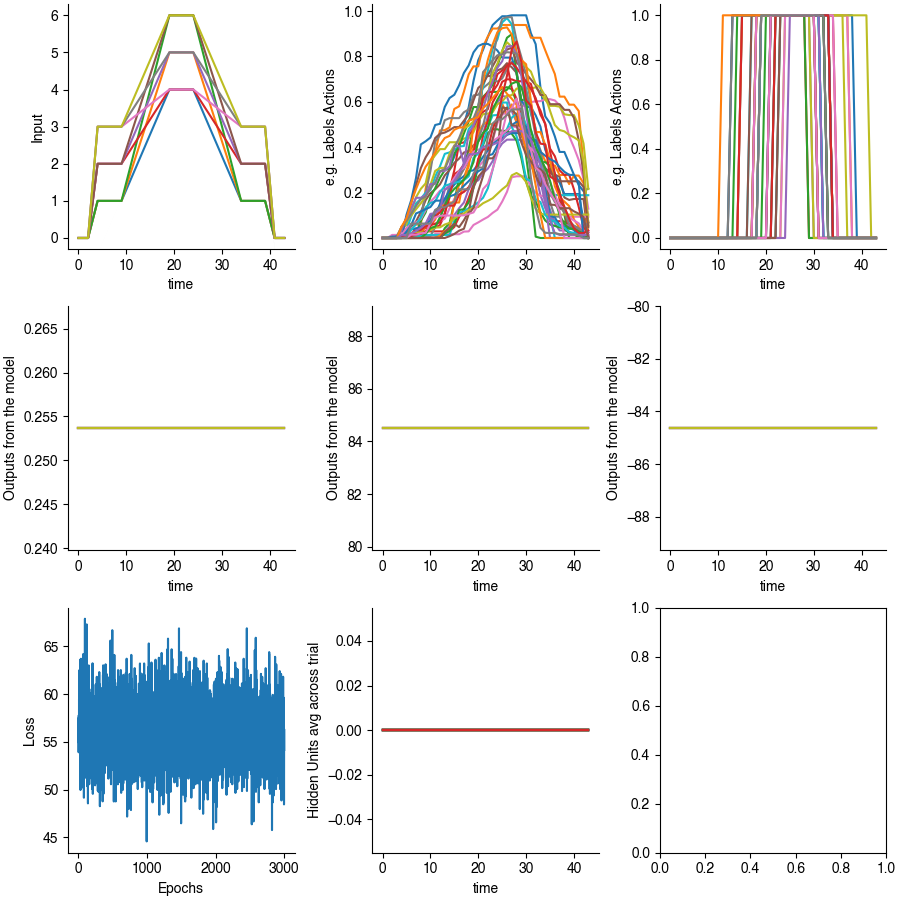 6
5
4
3
2
1
0
Input
0 10 20 30 40
time
1.0
0.8
0.6
0.4
0.2
0.0
e.g. Labels Actions
0 10 20 30 40
time
1.0
0.8
0.6
0.4
0.2
0.0
e.g. Labels Actions
0 10 20 30 40
time
0.265
0.260
0.255
0.250
0.245
0.240
Outputs from the model
0 10 20 30 40
time
88
86
84
82
80
Outputs from the model
0 10 20 30 40
time
−80
−82
−84
−86
−88
Outputs from the model
0 10 20 30 40
time
65
60
55
50
45
Loss
0 1000 2000 3000
Epochs
0.04
0.02
0.00
−0.02
−0.04
Hidden Units avg across trial
0 10 20 30 40
time
1.0
0.8
0.6
0.4
0.2
0.0
0.0 0.2 0.4 0.6 0.8 1.0